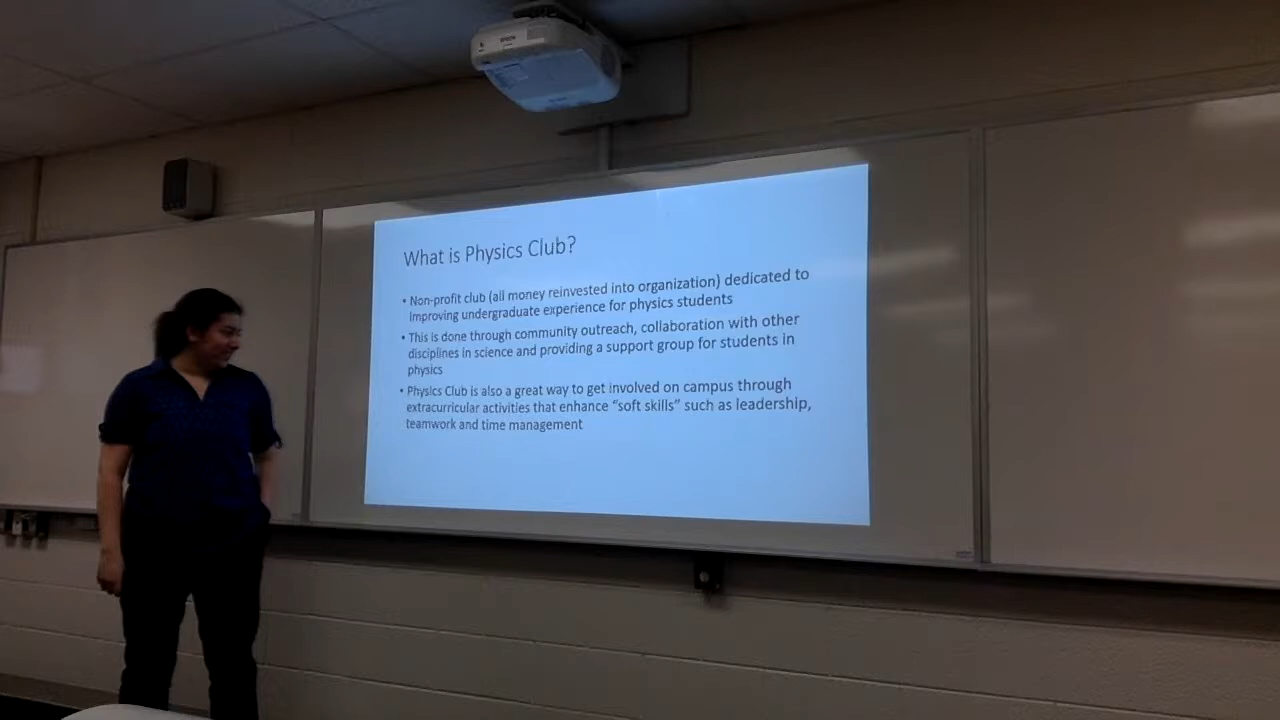 EPSON
What is Physics Club?
• Non-profit club (all money reinvested into organization) dedicated to
improving undergraduate experience for physics students
• This is done through community outreach, collaboration with other
disciplines in science and providing a support group for students in
physics
• Physics Club is also a great way to get involved on campus through
extracurricular activities that enhance “soft skills” such as leadership,
teamwork and time management